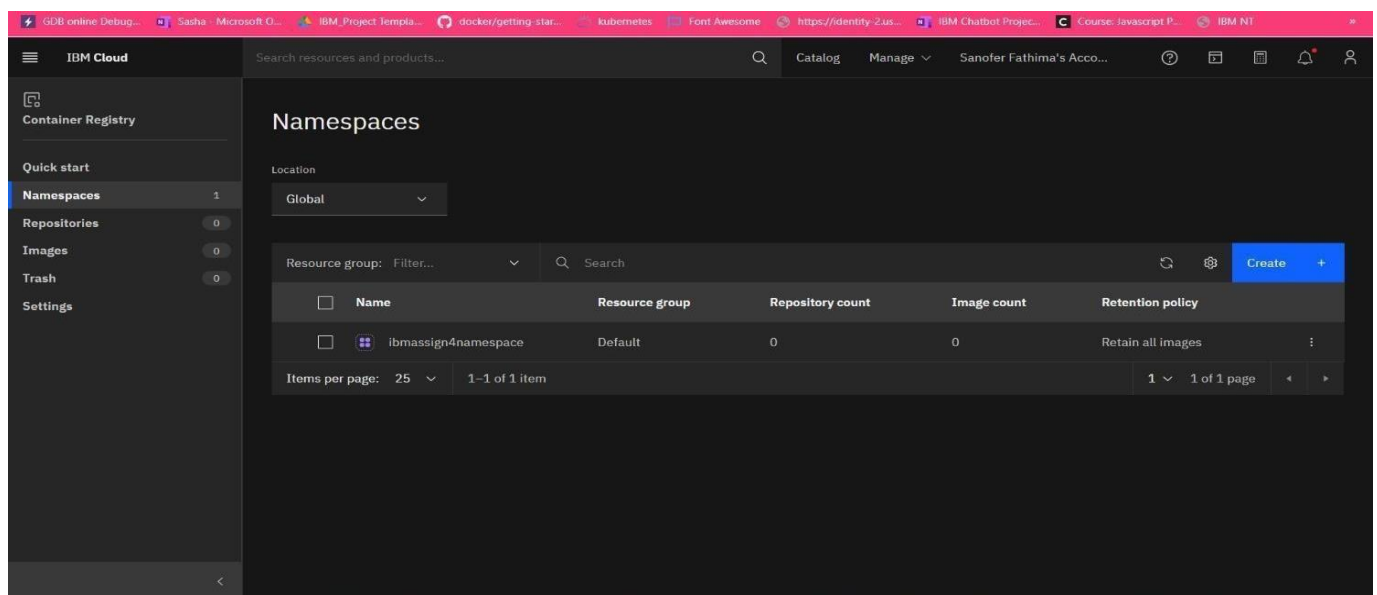 GDB online Debug... Sasha - Microsoft O... IBM_Project Templa... docker/getting-star... kubernetes Font Awesome https://identity-2.us... IBM Chatbot Projec... Course: Javascript P... IBM NT »
IBM Cloud Search resources and products... Catalog Manage Sanofer Fathima's Acco...
Container Registry
Namespaces
Quick start
Location
Namespaces 1
Global
Repositories 0
Images 0
Resource group: Filter... Search Create +
Trash 0
Settings
Name Resource group Repository count Image count Retention policy
ibmassign4namespace Default 0 0 Retain all images
Items per page: 25 1–1 of 1 item 1 1 of 1 page